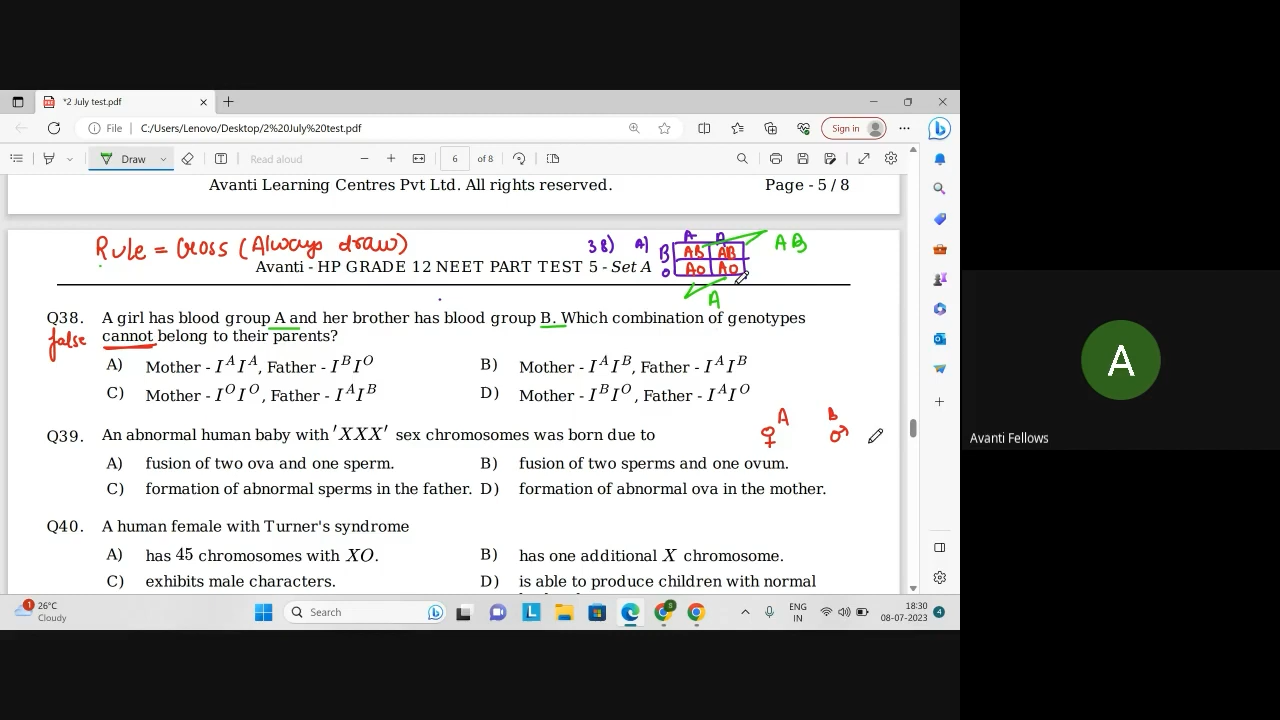 *2 July test.pdf
File
C:/Users/Lenovo/Desktop/2%20July%20test.pdf
Sign in
Draw
Read aloud
6 of 8
Avanti Learning Centres Pvt Ltd. All rights reserved. Page - 5 / 8
Rule = Cross (Always draw)
38) A)
A A
B AB AB AB
O AO AO
A
Avanti - HP GRADE 12 NEET PART TEST 5 - Set A
Q38. A girl has blood group A and her brother has blood group B. Which combination of genotypes
false cannot belong to their parents?
A) Mother - I^A I^A, Father - I^B I^O B) Mother - I^A I^B, Father - I^A I^B
C) Mother - I^O I^O, Father - I^A I^B D) Mother - I^B I^O, Father - I^A I^O
A B
♀ ♂
Q39. An abnormal human baby with 'XXX' sex chromosomes was born due to
A) fusion of two ova and one sperm. B) fusion of two sperms and one ovum.
C) formation of abnormal sperms in the father. D) formation of abnormal ova in the mother.
Q40. A human female with Turner's syndrome
A) has 45 chromosomes with XO. B) has one additional X chromosome.
C) exhibits male characters. D) is able to produce children with normal
A
Avanti Fellows
1
26°C
Cloudy
Search
ENG
IN
18:30
08-07-2023
4